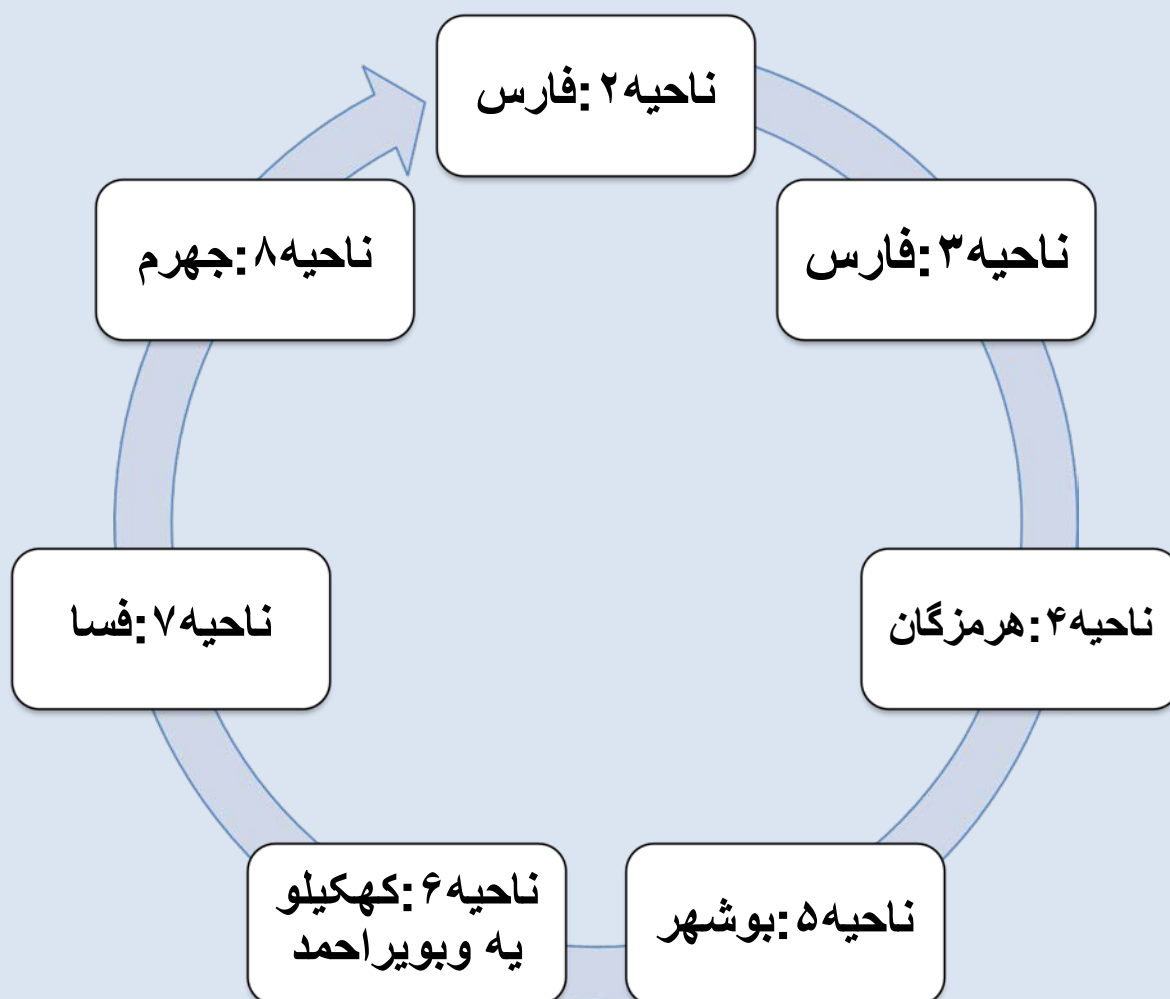 ناحیه۲:فارس
ناحیه۳:فارس
ناحیه۴:هرمزگان
ناحیه۵:بوشهر
ناحیه۶:کهکیلو
یه وبویراحمد
ناحیه۷:فسا
ناحیه۸:جهرم